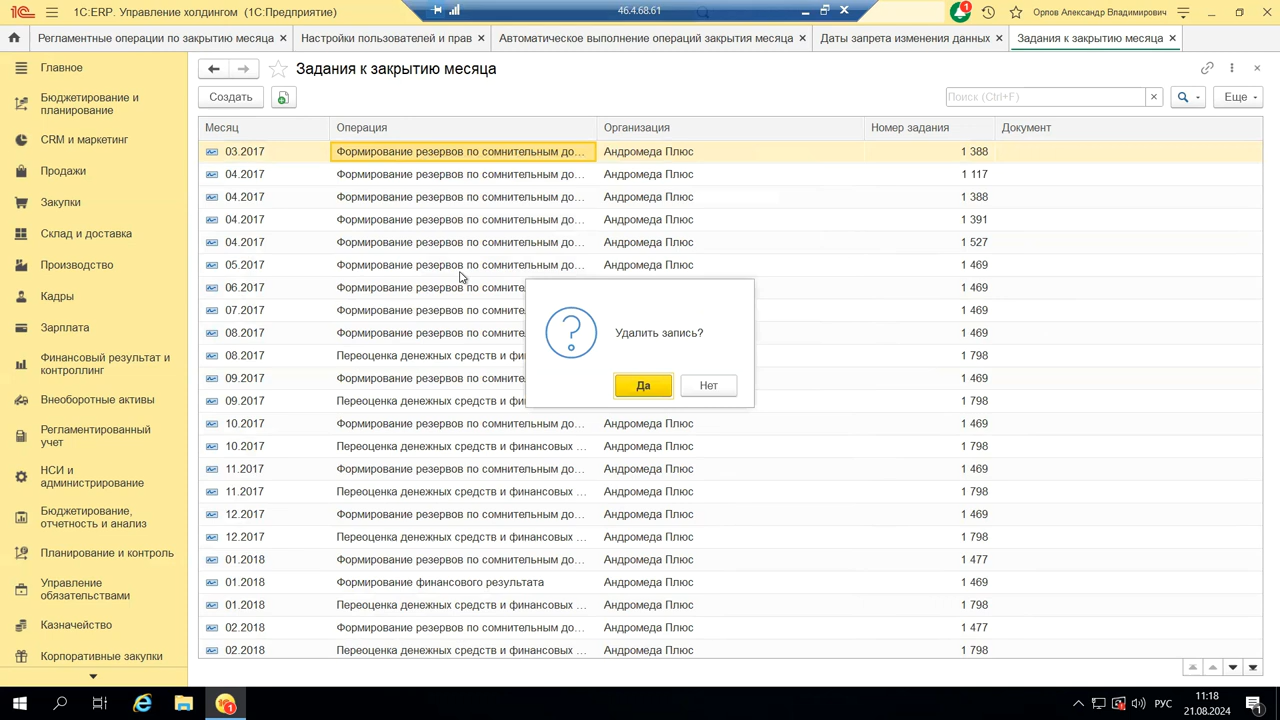 1С:ERP. Управление холдингом (1С:Предприятие)
46.4.68.61
1
Орлов Александр Владимирович
Регламентные операции по закрытию месяца
Настройки пользователей и прав
Автоматическое выполнение операций закрытия месяца
Даты запрета изменения данных
Задания к закрытию месяца
Главное
Бюджетирование и
планирование
CRM и маркетинг
Продажи
Закупки
Склад и доставка
Производство
Кадры
Зарплата
Финансовый результат и
контроллинг
Внеоборотные активы
Регламентированный
учет
НСИ и
администрирование
Бюджетирование,
отчетность и анализ
Планирование и контроль
Управление
обязательствами
Казначейство
Корпоративные закупки
Задания к закрытию месяца
Создать
Поиск (Ctrl+F)
Еще
Месяц Операция Организация Номер задания Документ
03.2017 Формирование резервов по сомнительным до... Андромеда Плюс 1 388
04.2017 Формирование резервов по сомнительным до... Андромеда Плюс 1 117
04.2017 Формирование резервов по сомнительным до... Андромеда Плюс 1 388
04.2017 Формирование резервов по сомнительным до... Андромеда Плюс 1 391
04.2017 Формирование резервов по сомнительным до... Андромеда Плюс 1 527
05.2017 Формирование резервов по сомнительным до... Андромеда Плюс 1 469
06.2017 Формирование резервов по сомните 1 469
07.2017 Формирование резервов по сомните 1 469
08.2017 Формирование резервов по сомните 1 469
08.2017 Переоценка денежных средств и фи 1 798
09.2017 Формирование резервов по сомните 1 469
09.2017 Переоценка денежных средств и фи 1 798
10.2017 Формирование резервов по сомнительным до... Андромеда Плюс 1 469
10.2017 Переоценка денежных средств и финансовых ... Андромеда Плюс 1 798
11.2017 Формирование резервов по сомнительным до... Андромеда Плюс 1 469
11.2017 Переоценка денежных средств и финансовых ... Андромеда Плюс 1 798
12.2017 Формирование резервов по сомнительным до... Андромеда Плюс 1 469
12.2017 Переоценка денежных средств и финансовых ... Андромеда Плюс 1 798
01.2018 Формирование резервов по сомнительным до... Андромеда Плюс 1 477
01.2018 Формирование финансового результата Андромеда Плюс 1 469
01.2018 Переоценка денежных средств и финансовых ... Андромеда Плюс 1 798
02.2018 Формирование резервов по сомнительным до... Андромеда Плюс 1 477
02.2018 Переоценка денежных средств и финансовых ... Андромеда Плюс 1 798
Удалить запись?
Да Нет
РУС
11:18
21.08.2024
1
1